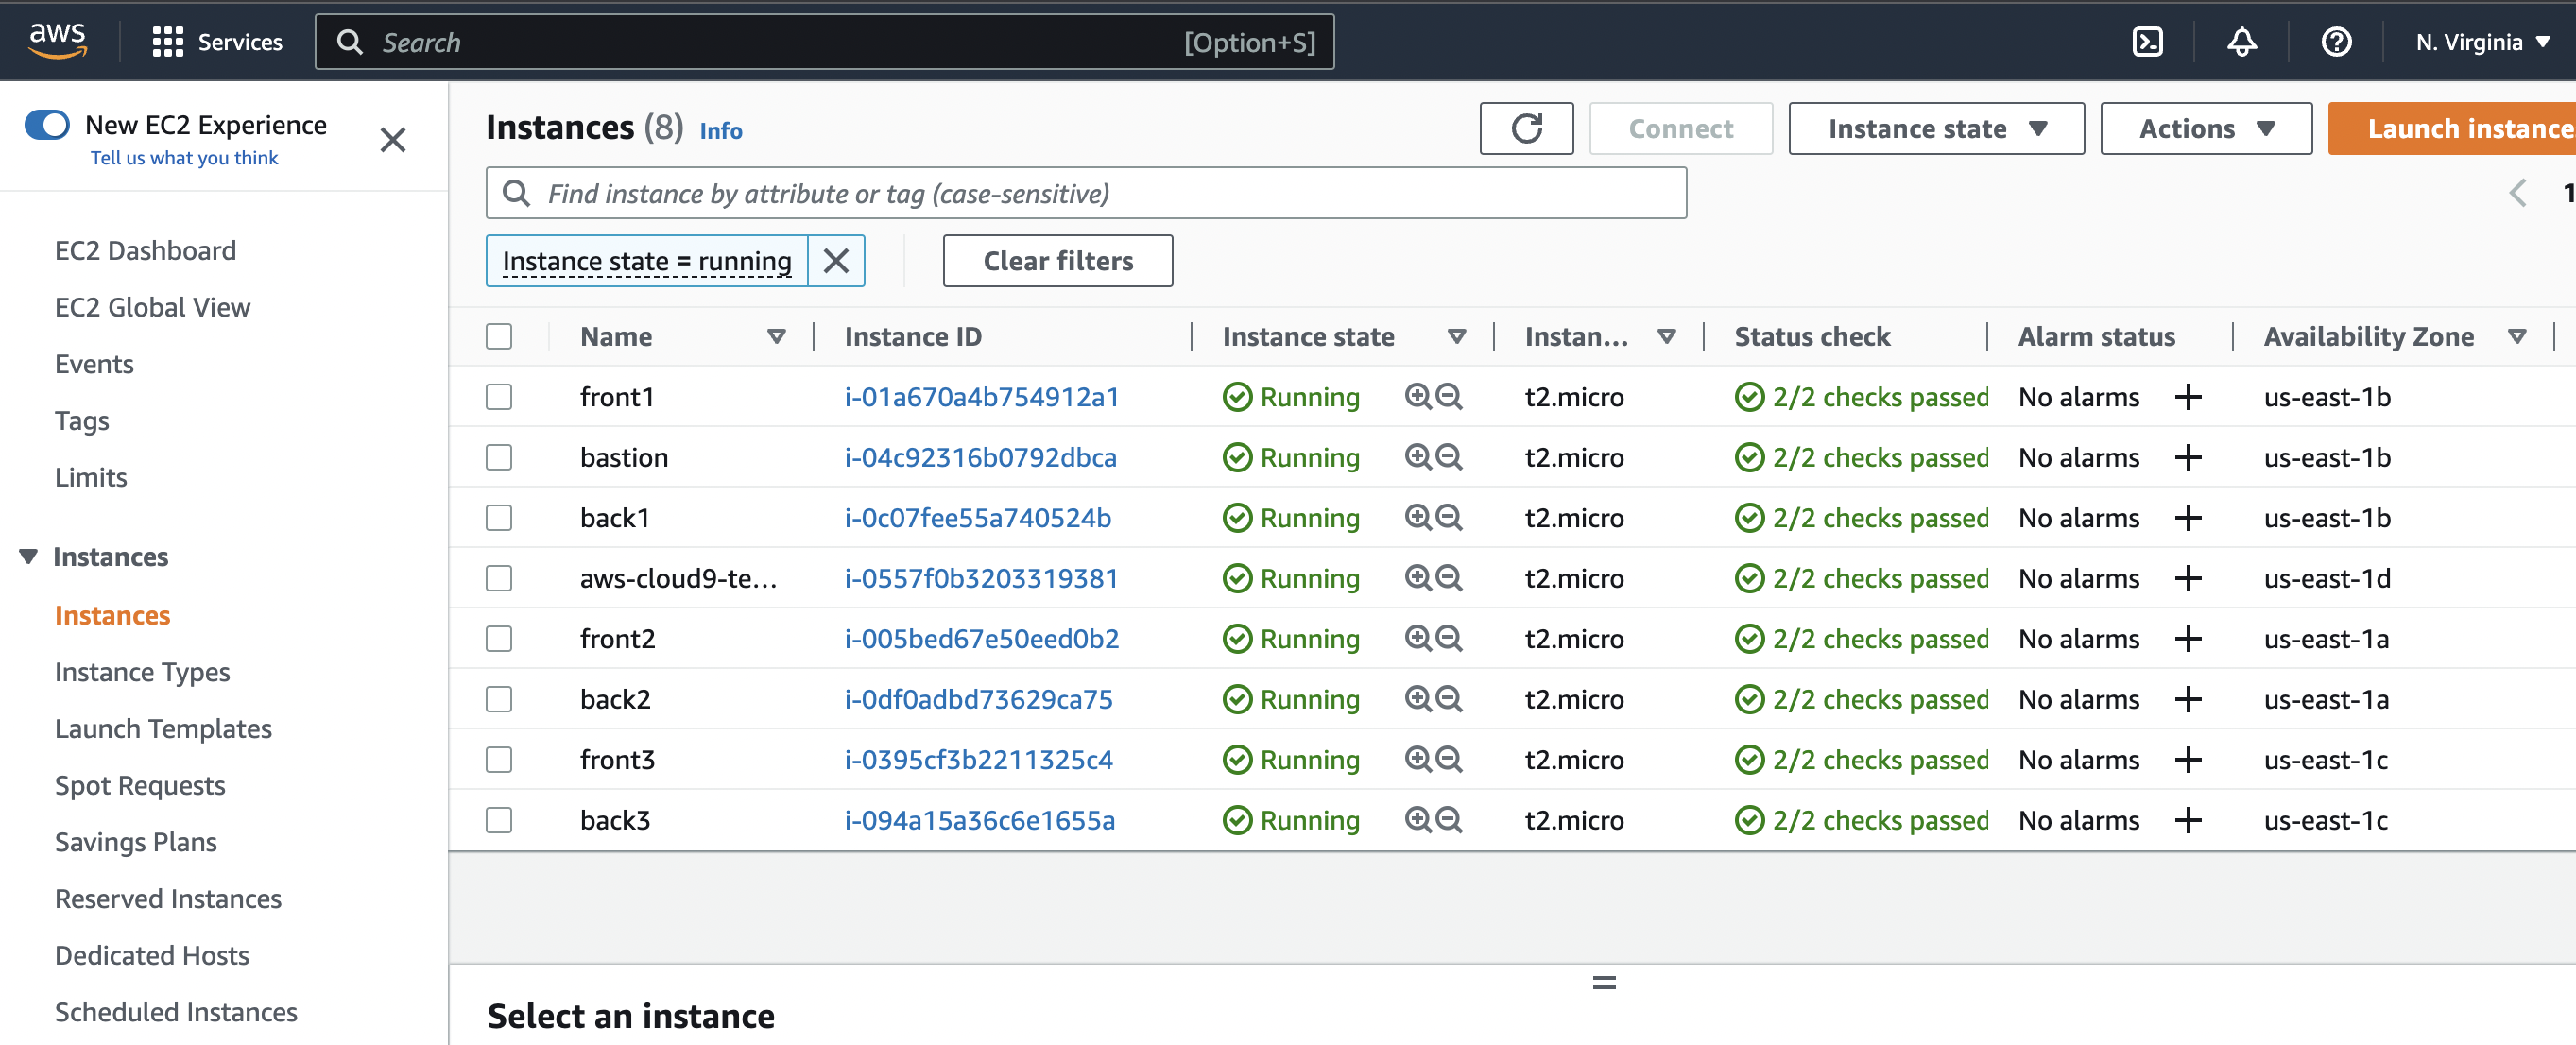 aws Services Search [Option+S] N. Virginia
New EC2 Experience
Tell us what you think
EC2 Dashboard
EC2 Global View
Events
Tags
Limits
Instances
Instances
Instance Types
Launch Templates
Spot Requests
Savings Plans
Reserved Instances
Dedicated Hosts
Scheduled Instances
Instances (8) Info Connect Instance state Actions Launch instance
Find instance by attribute or tag (case-sensitive) 1
Instance state = running Clear filters
Name Instance ID Instance state Instan... Status check Alarm status Availability Zone
front1 i-01a670a4b754912a1 Running t2.micro 2/2 checks passed No alarms + us-east-1b
bastion i-04c92316b0792dbca Running t2.micro 2/2 checks passed No alarms + us-east-1b
back1 i-0c07fee55a740524b Running t2.micro 2/2 checks passed No alarms + us-east-1b
aws-cloud9-te... i-0557f0b3203319381 Running t2.micro 2/2 checks passed No alarms + us-east-1d
front2 i-005bed67e50eed0b2 Running t2.micro 2/2 checks passed No alarms + us-east-1a
back2 i-0df0adbd73629ca75 Running t2.micro 2/2 checks passed No alarms + us-east-1a
front3 i-0395cf3b2211325c4 Running t2.micro 2/2 checks passed No alarms + us-east-1c
back3 i-094a15a36c6e1655a Running t2.micro 2/2 checks passed No alarms + us-east-1c
Select an instance